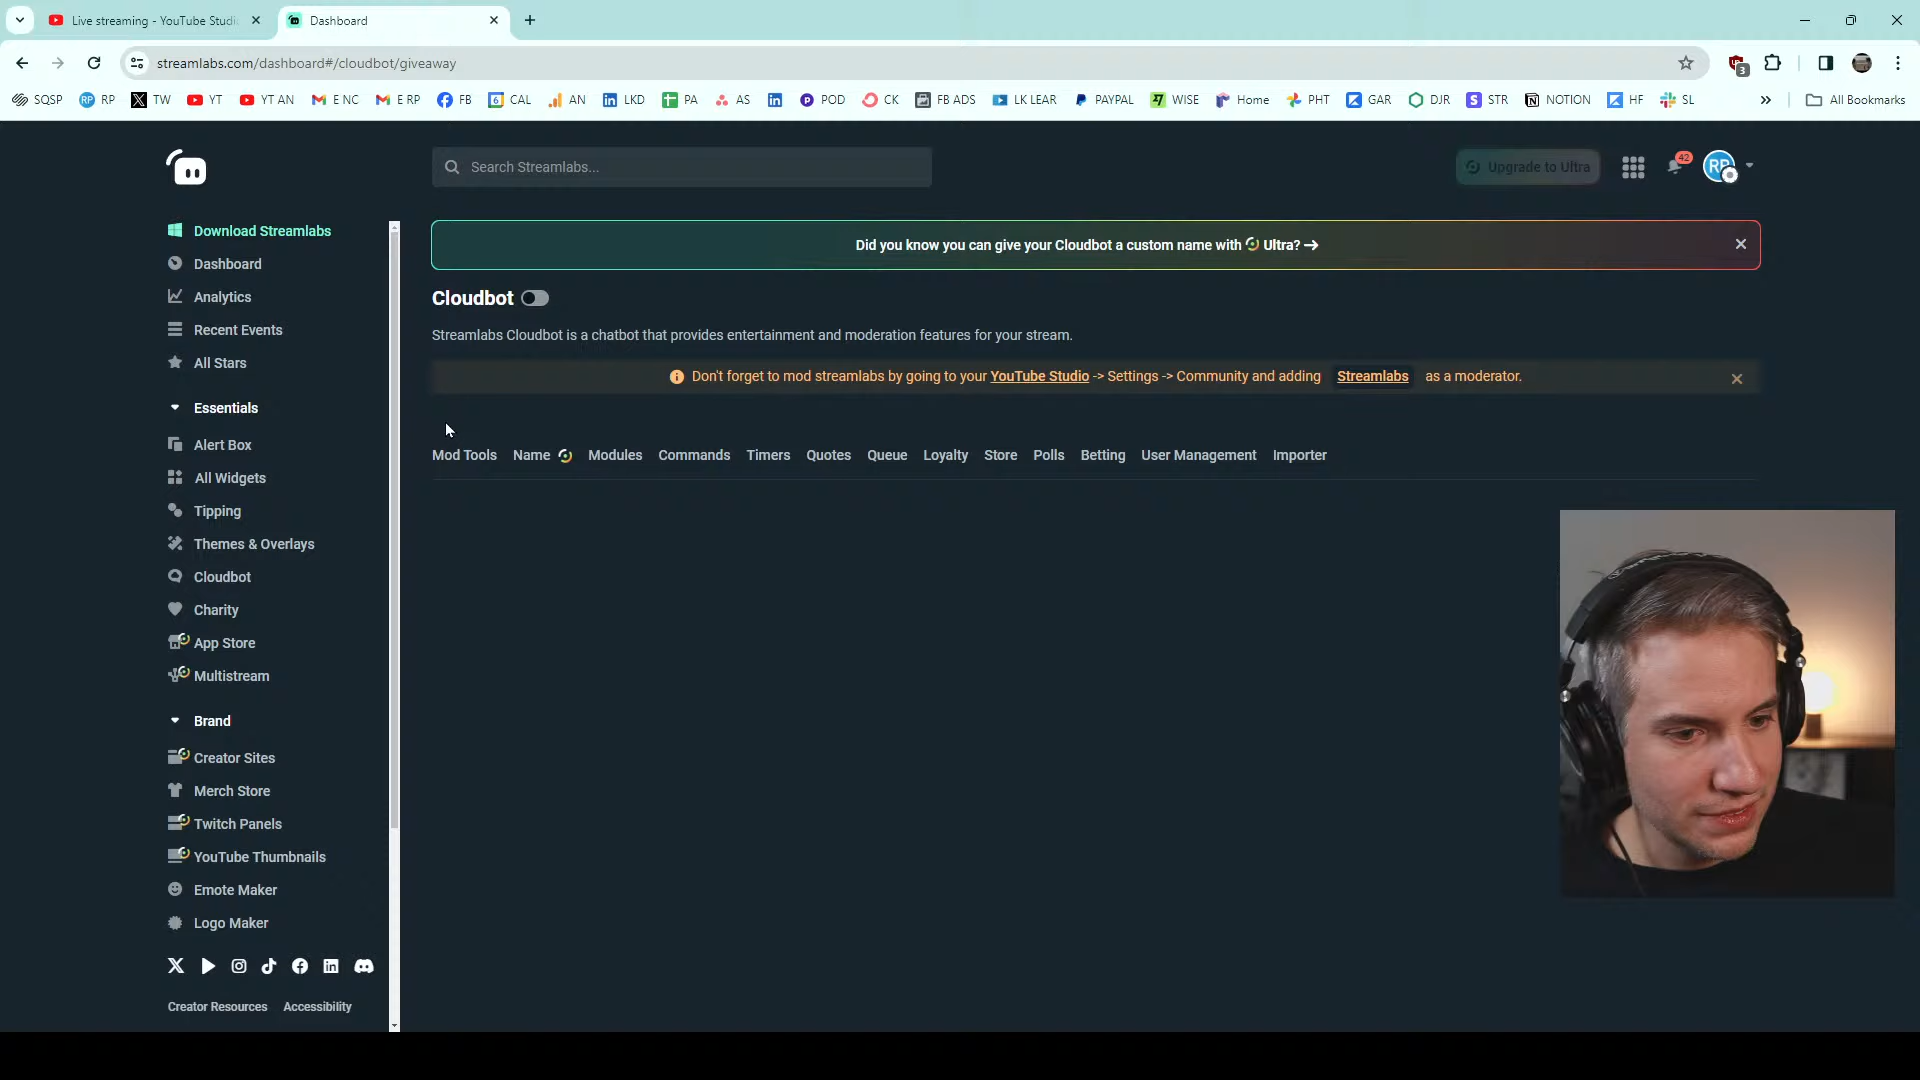 Live streaming - YouTube Studi
Dashboard
streamlabs.com/dashboard#/cloudbot/giveaway
3
SQSP RP TW YT YT AN E NC E RP FB 6 CAL AN LKD PA AS POD CK FB ADS LK LEAR PAYPAL WISE Home PHT GAR DJR STR NOTION HF SL All Bookmarks
Search Streamlabs...
Upgrade to Ultra
42
RP
Download Streamlabs
Dashboard
Analytics
Recent Events
All Stars
Essentials
Alert Box
All Widgets
Tipping
Themes & Overlays
Cloudbot
Charity
App Store
Multistream
Brand
Creator Sites
Merch Store
Twitch Panels
YouTube Thumbnails
Emote Maker
Logo Maker
Creator Resources Accessibility
Did you know you can give your Cloudbot a custom name with Ultra? →
Cloudbot
Streamlabs Cloudbot is a chatbot that provides entertainment and moderation features for your stream.
Don't forget to mod streamlabs by going to your YouTube Studio -> Settings -> Community and adding Streamlabs as a moderator.
Mod Tools Name Modules Commands Timers Quotes Queue Loyalty Store Polls Betting User Management Importer